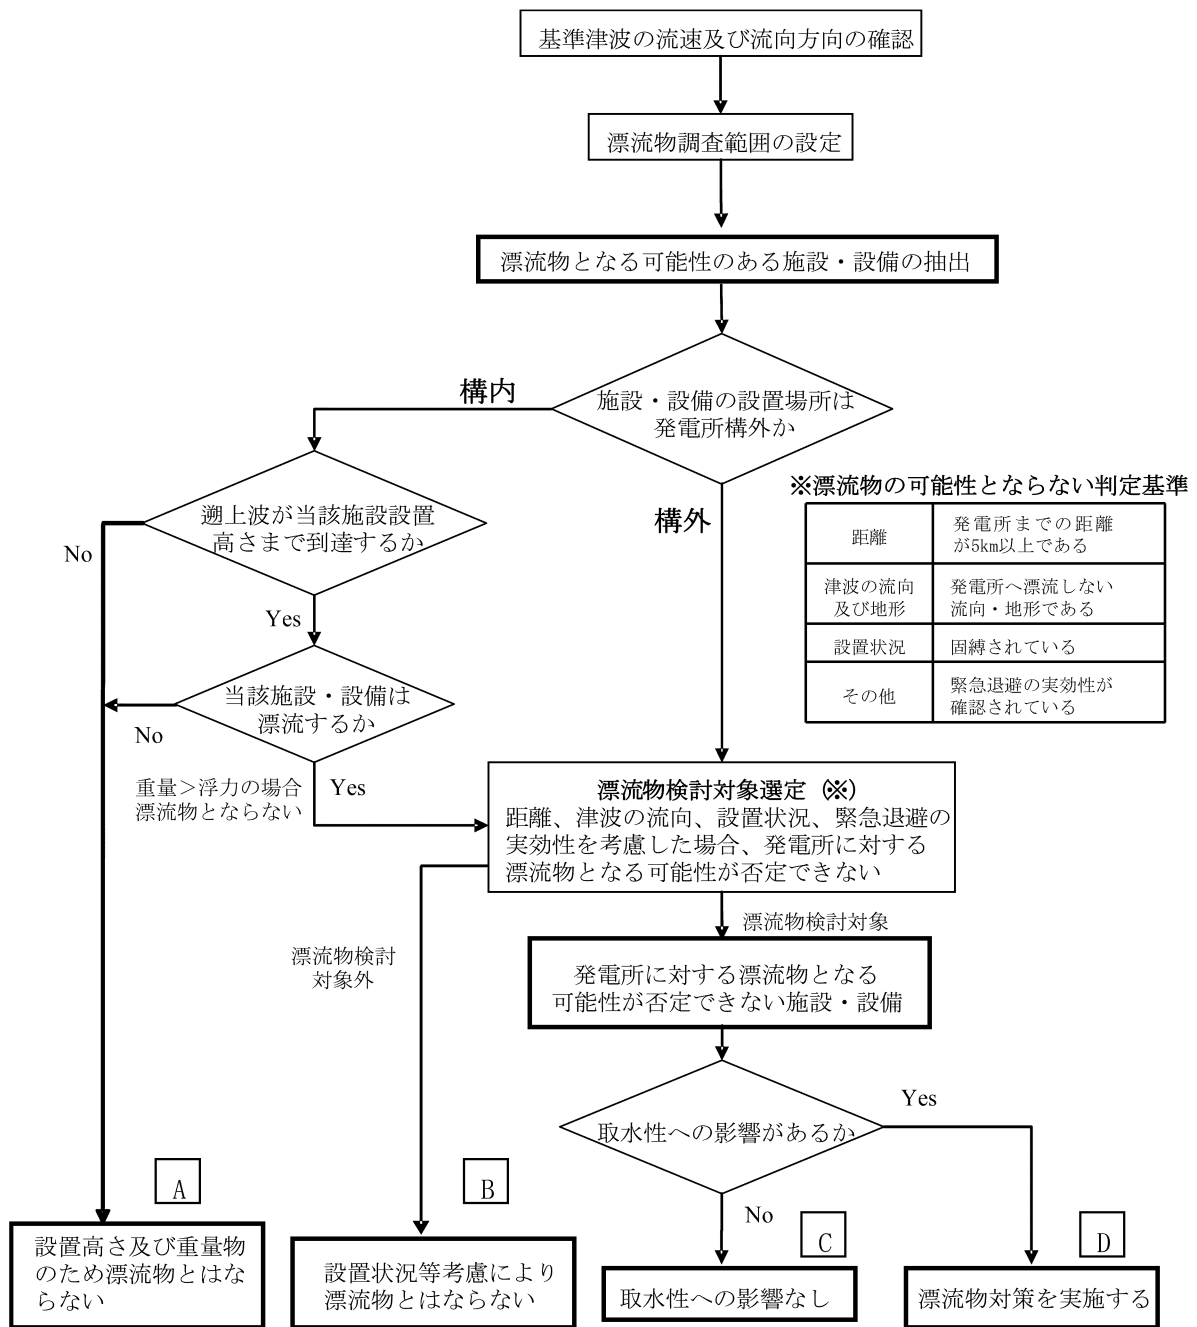 基準津波の流速及び流向方向の確認
漂流物調査範囲の設定
漂流物となる可能性のある施設・設備の抽出
施設・設備の設置場所は
発電所構外か
構内
構外
遡上波が当該施設設置
高さまで到達するか
No
Yes
当該施設・設備は
漂流するか
No
Yes
重量＞浮力の場合
漂流物とならない
※漂流物の可能性とならない判定基準
距離
発電所までの距離
が5km以上である
津波の流向
及び地形
発電所へ漂流しない
流向・地形である
設置状況
固縛されている
その他
緊急退避の実効性が
確認されている
漂流物検討対象選定（※）
距離、津波の流向、設置状況、緊急退避の
実効性を考慮した場合、発電所に対する
漂流物となる可能性が否定できない
漂流物検討対象
漂流物検討
対象外
発電所に対する漂流物となる
可能性が否定できない施設・設備
取水性への影響があるか
Yes
No
A
設置高さ及び重量物
のため漂流物とはな
らない
B
設置状況等考慮により
漂流物とはならない
C
取水性への影響なし
D
漂流物対策を実施する